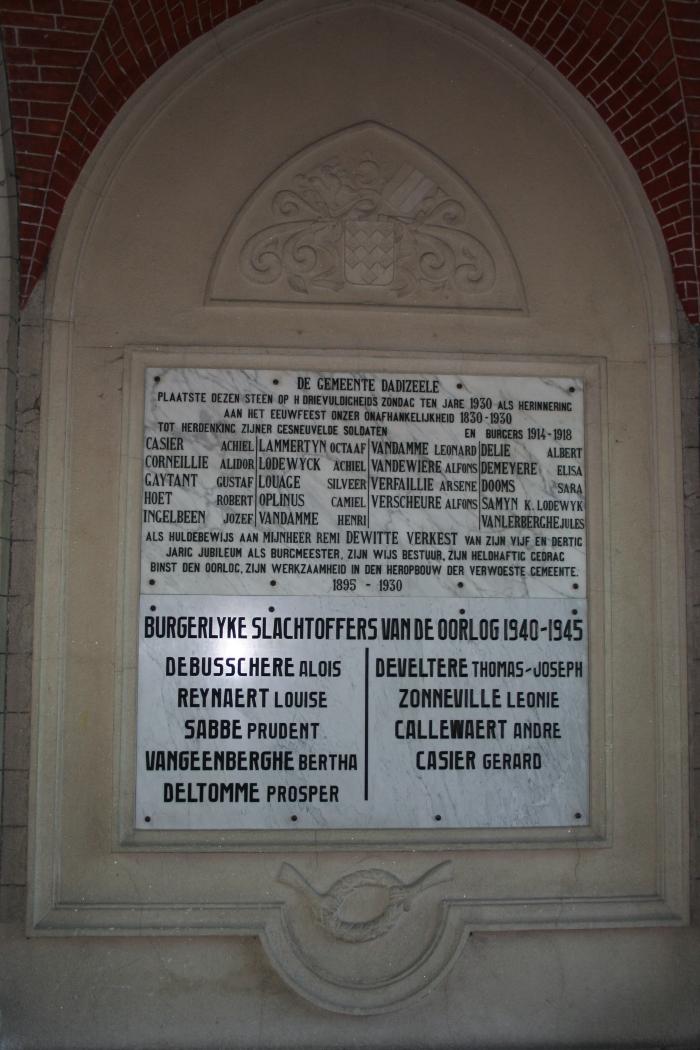 DE GEMEENTE DADIZEELE
PLAATSTE DEZEN STEEN OP H DRIEVULDIGHEIDS ZONDAG TEN JARE 1930 ALS HERINNERING
AAN HET EEUWFEEST ONZER ONAFHANKELIJKHEID 1830-1930
TOT HERDENKING ZIJNER GESNEUVELDE SOLDATEN EN BURGERS 1914-1918
CASIER ACHIEL LAMMERTYN OCTAAF VANDAMME LEONARD DELIE ALBERT
CORNEILLIE ALIDOR LODEWYCK ACHIEL VANDEWIERE ALFONS DEMEYERE ELISA
GAYTANT GUSTAF LOUAGE SILVEER VERFAILLIE ARSENE DOOMS SARA
HOET ROBERT OPLINUS CAMIEL VERSCHEURE ALFONS SAMYN K. LODEWYK
INGELBEEN JOZEF VANDAMME HENRI VANLERBERGHE JULES
ALS HULDEBEWIJS AAN MIJNHEER REMI DEWITTE VERKEST VAN ZIJN VIJF EN DERTIG
JARIG JUBILEUM ALS BURGMEESTER, ZIJN WIJS BESTUUR, ZIJN HELDHAFTIG GEDRAG
BINST DEN OORLOG, ZIJN WERKZAAMHEID IN DEN HEROPBOUW DER VERWOESTE GEMEENTE.
1895 - 1930
BURGERLYKE SLACHTOFFERS VAN DE OORLOG 1940-1945
DEBUSSCHERE ALOIS DEVELTERE THOMAS-JOSEPH
REYNAERT LOUISE ZONNEVILLE LEONIE
SABBE PRUDENT CALLEWAERT ANDRE
VANGEENBERGHE BERTHA CASIER GERARD
DELTOMME PROSPER